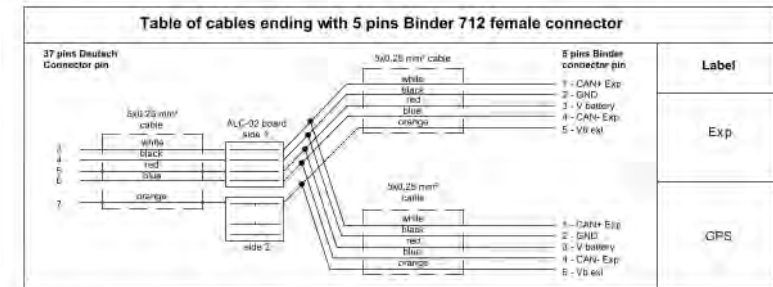 Table of cables ending with 5 pins Binder 712 female connector
37 pins Deutsch
Connector pin
5x0.25 mm² cable
5 pins Binder
connector pin
Label
white
black
red
blue
orange
1 - CAN+ Exp
2 - GND
3 - V battery
4 - CAN- Exp
5 - Vb ext
Exp
5x0.25 mm²
cable
ALC-02 board
side 1
3
4
5
6
7
white
black
red
blue
orange
side 2
5x0.25 mm²
cable
white
black
red
blue
orange
1 - CAN+ Exp
2 - GND
3 - V battery
4 - CAN- Exp
5 - Vb ext
GPS